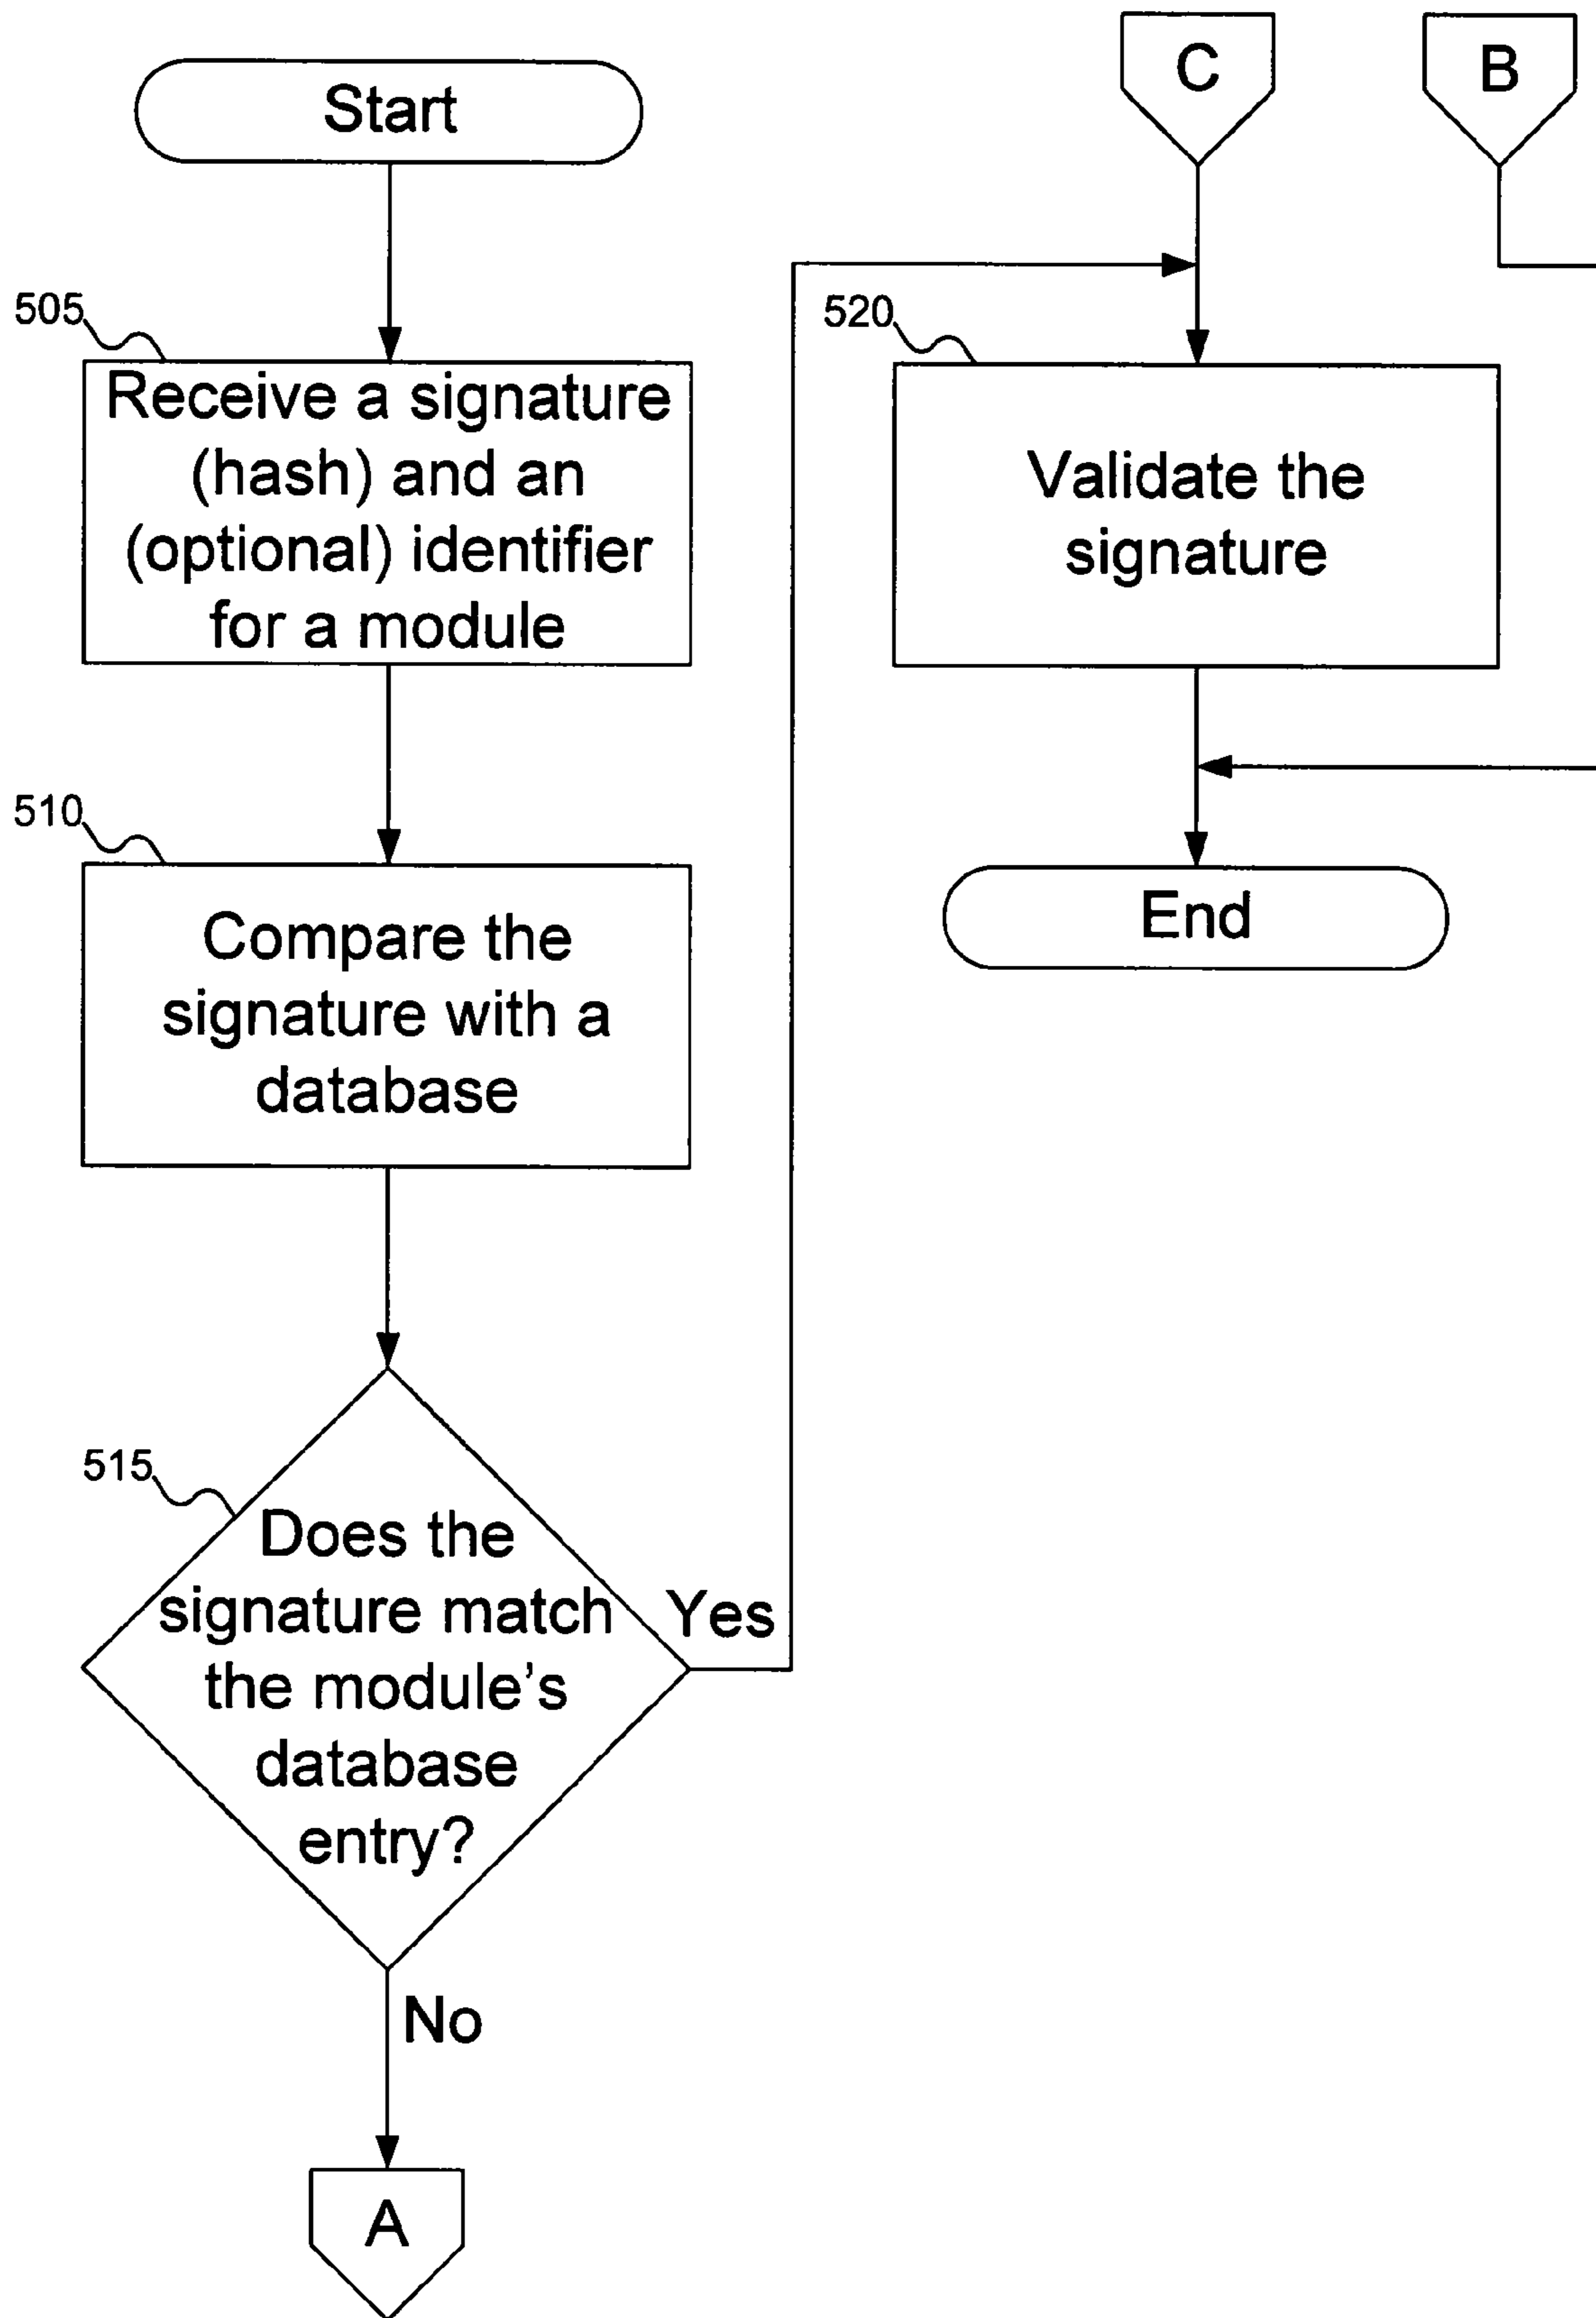 Start
505
Receive a signature
(hash) and an
(optional) identifier
for a module
510
Compare the
signature with a
database
515
Does the
signature match
the module's
database
entry?
Yes
No
A
C
B
520
Validate the
signature
End